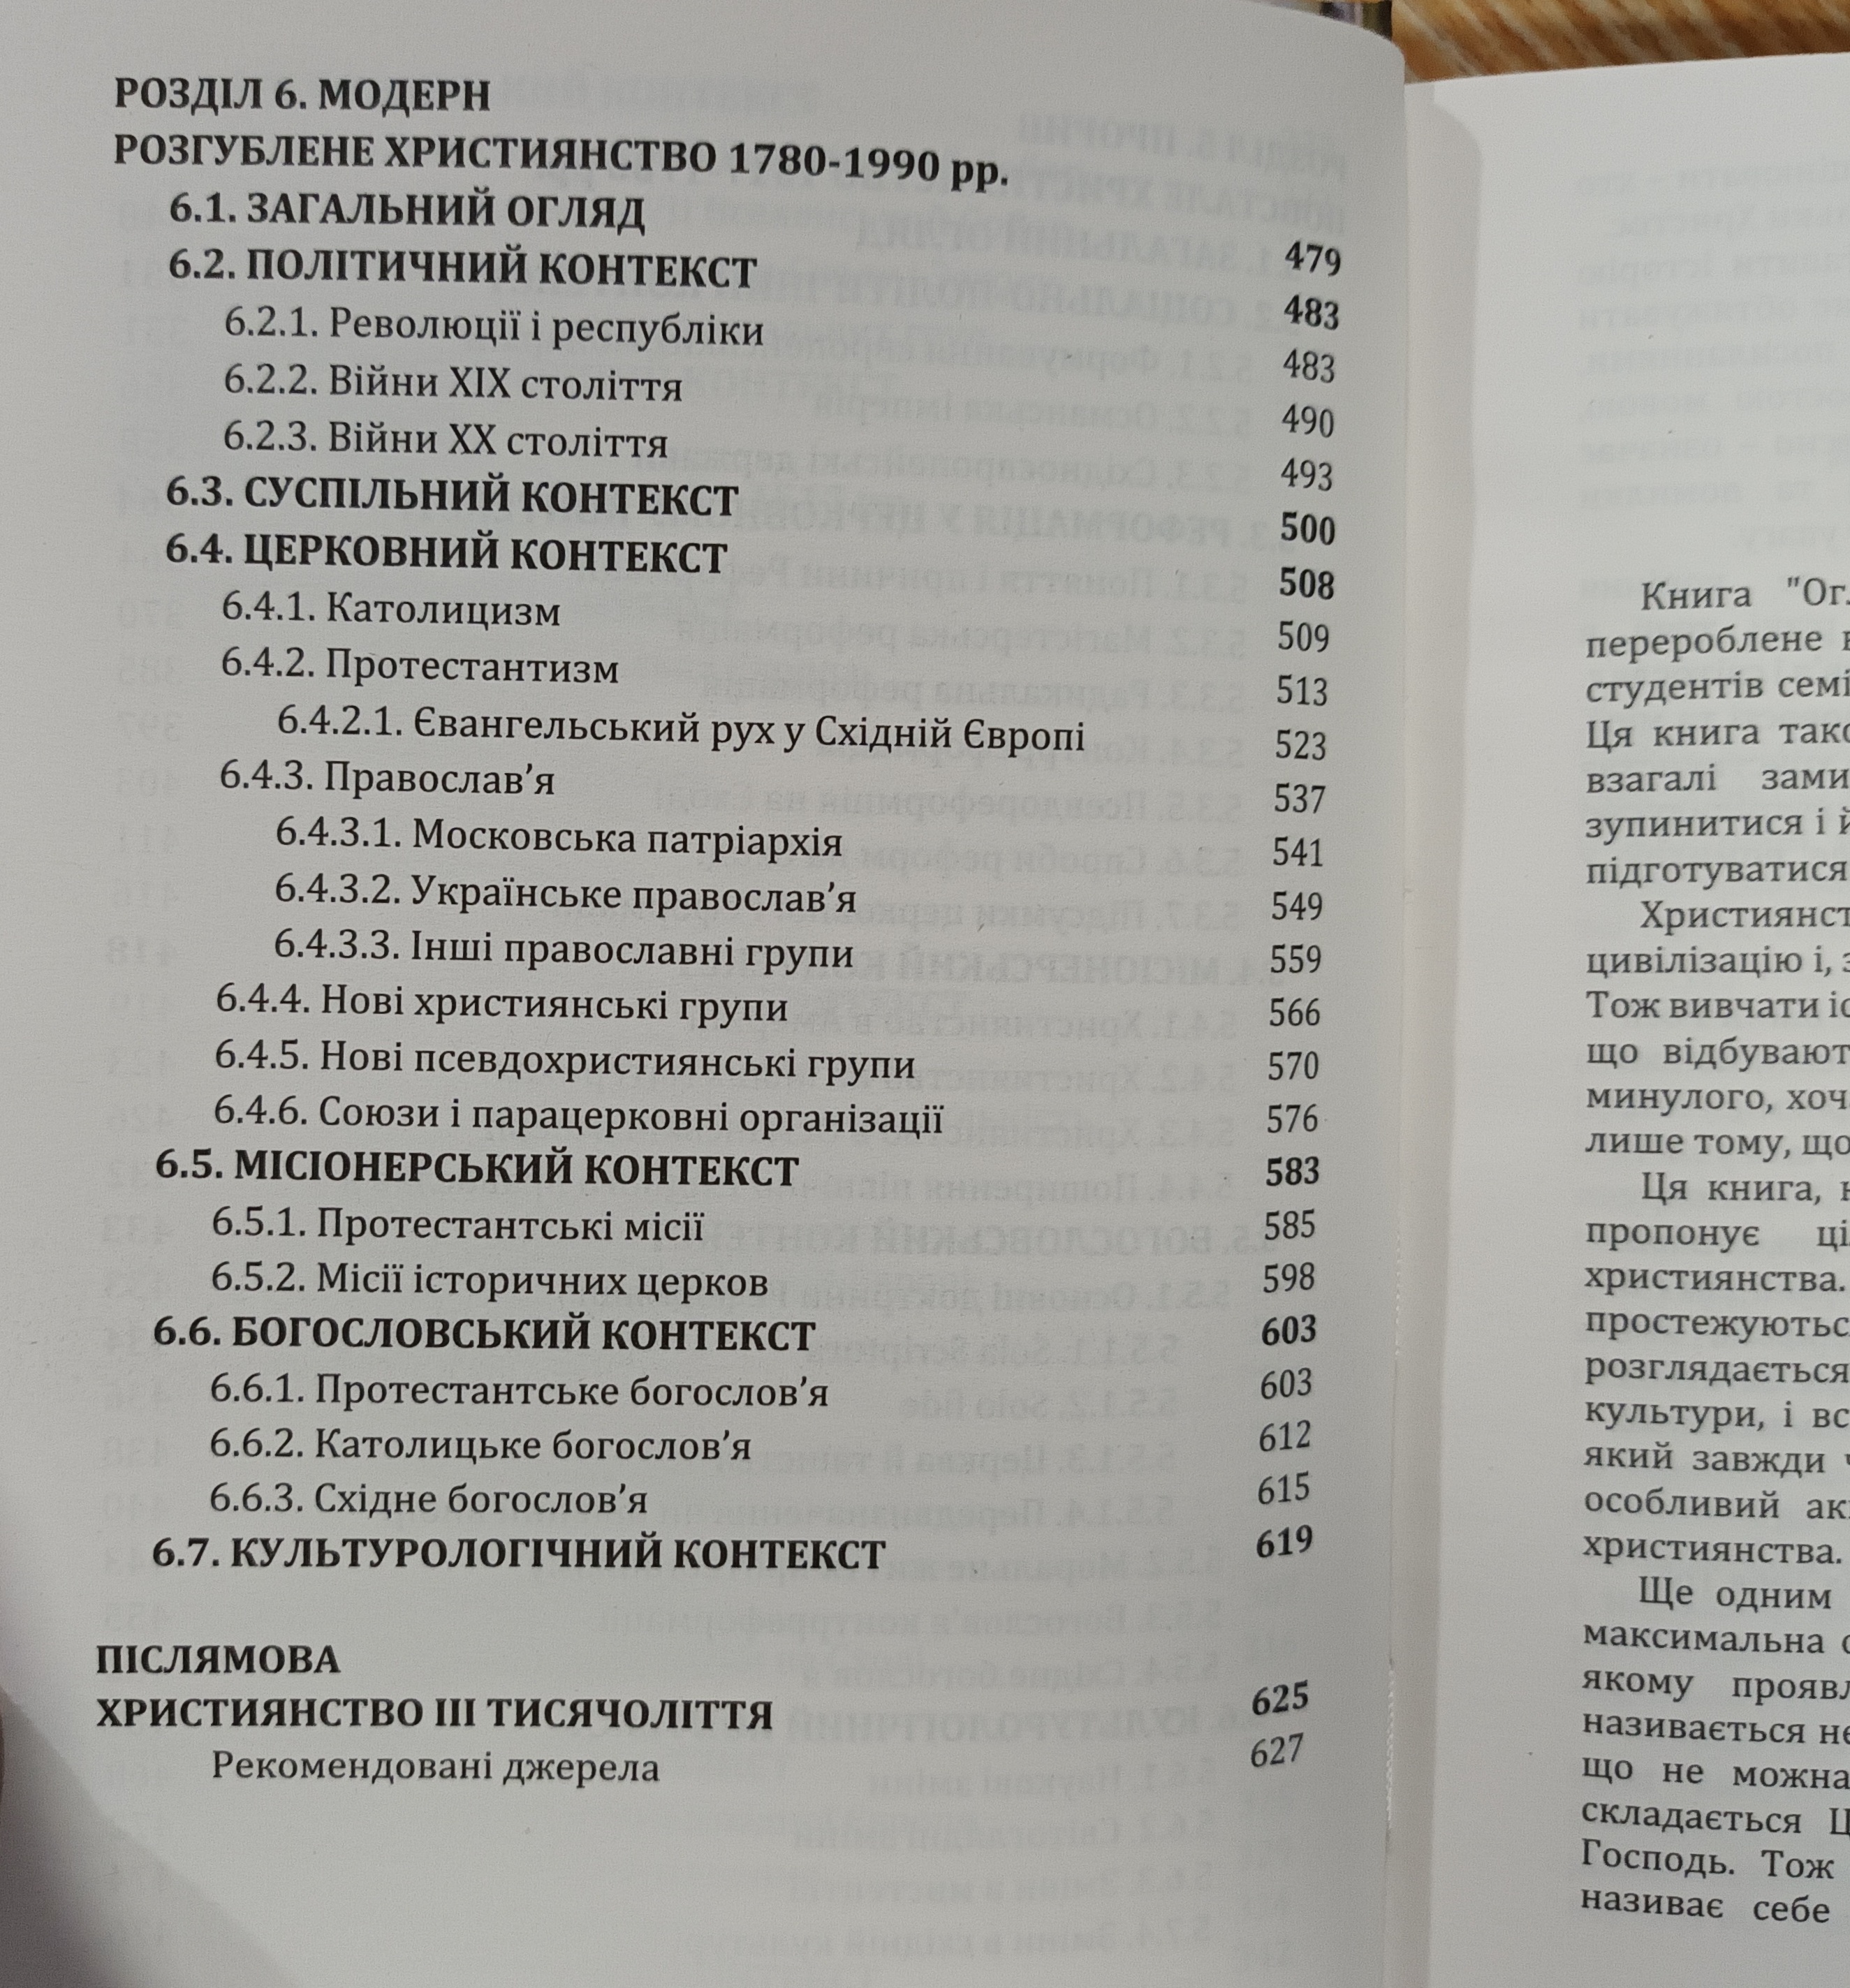 РОЗДІЛ 6. МОДЕРН
РОЗГУБЛЕНЕ ХРИСТИЯНСТВО 1780-1990 рр.
6.1. ЗАГАЛЬНИЙ ОГЛЯД 479
6.2. ПОЛІТИЧНИЙ КОНТЕКСТ 483
6.2.1. Революції і республіки 483
6.2.2. Війни ХІХ століття 490
6.2.3. Війни ХХ століття 493
6.3. СУСПІЛЬНИЙ КОНТЕКСТ 500
6.4. ЦЕРКОВНИЙ КОНТЕКСТ 508
6.4.1. Католицизм 509
6.4.2. Протестантизм 513
6.4.2.1. Євангельський рух у Східній Європі 523
6.4.3. Православ’я 537
6.4.3.1. Московська патріархія 541
6.4.3.2. Українське православ’я 549
6.4.3.3. Інші православні групи 559
6.4.4. Нові християнські групи 566
6.4.5. Нові псевдохристиянські групи 570
6.4.6. Союзи і парацерковні організації 576
6.5. МІСІОНЕРСЬКИЙ КОНТЕКСТ 583
6.5.1. Протестантські місії 585
6.5.2. Місії історичних церков 598
6.6. БОГОСЛОВСЬКИЙ КОНТЕКСТ 603
6.6.1. Протестантське богослов’я 603
6.6.2. Католицьке богослов’я 612
6.6.3. Східне богослов’я 615
6.7. КУЛЬТУРОЛОГІЧНИЙ КОНТЕКСТ 619
ПІСЛЯМОВА
ХРИСТИЯНСТВО ІІІ ТИСЯЧОЛІТТЯ 625
Рекомендовані джерела 627
Книга
перероблене
студентів
Ця книга
взагалі
зупинитися і
підготуватися

цивілізацію і,
Тож вивчати
що
минулого,
лише тому,
Ця книга,
пропонує
християнства.

розглядається
культури, і
який завжди
особливий
християнства.
Ще одним
максимальна
якому
називається
що не можна
складається
Господь. Тож
називає себе